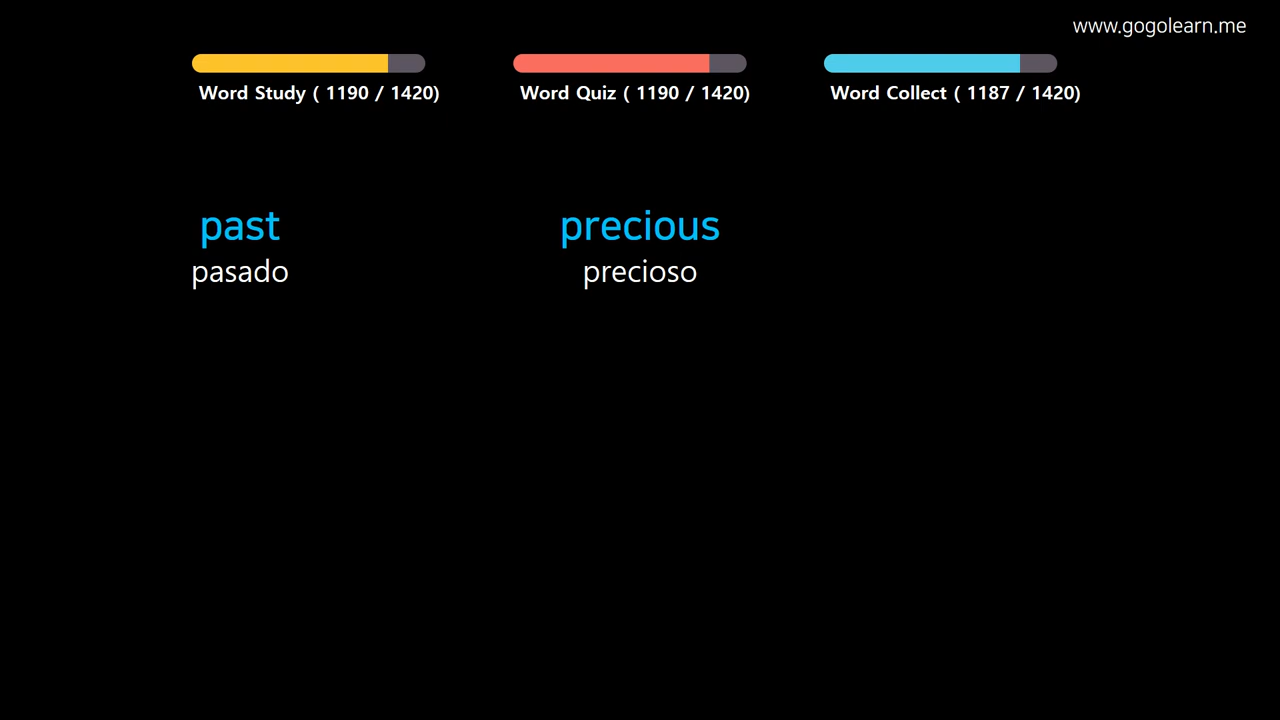 www.gogolearn.me
Word Study ( 1190 / 1420)
Word Quiz ( 1190 / 1420)
Word Collect ( 1187 / 1420)
past
pasado
precious
precioso